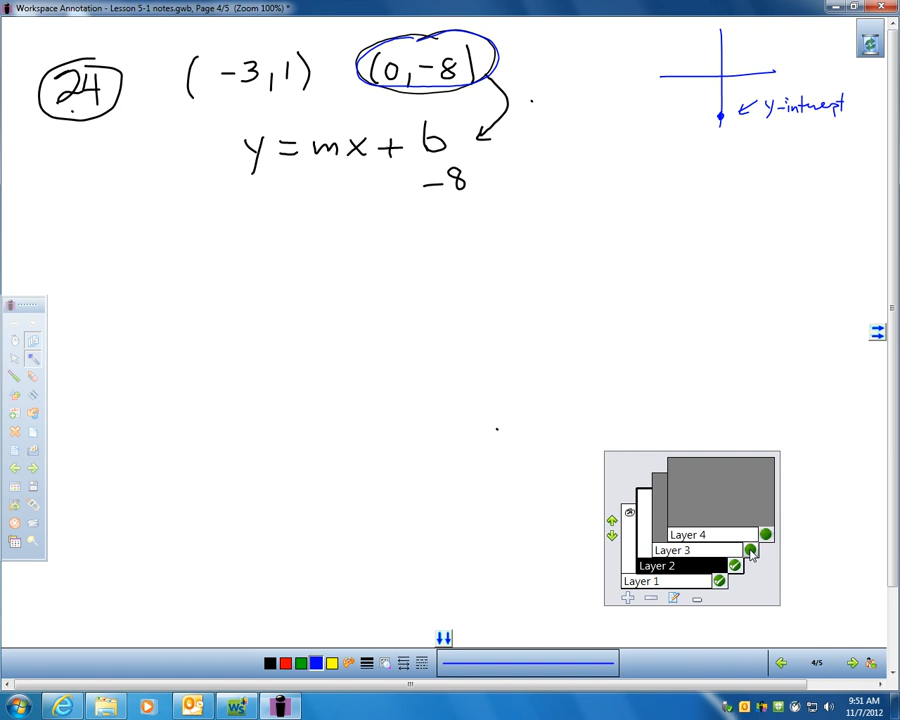 Workspace Annotation - Lesson 5-1 notes.gwb, Page 4/5 (Zoom 100%) *
24 (-3,1) (0,-8)
y-intercept
y = mx + b
-8
Layer 4
Layer 3
Layer 2
Layer 1
4/5
9:51 AM
11/7/2012